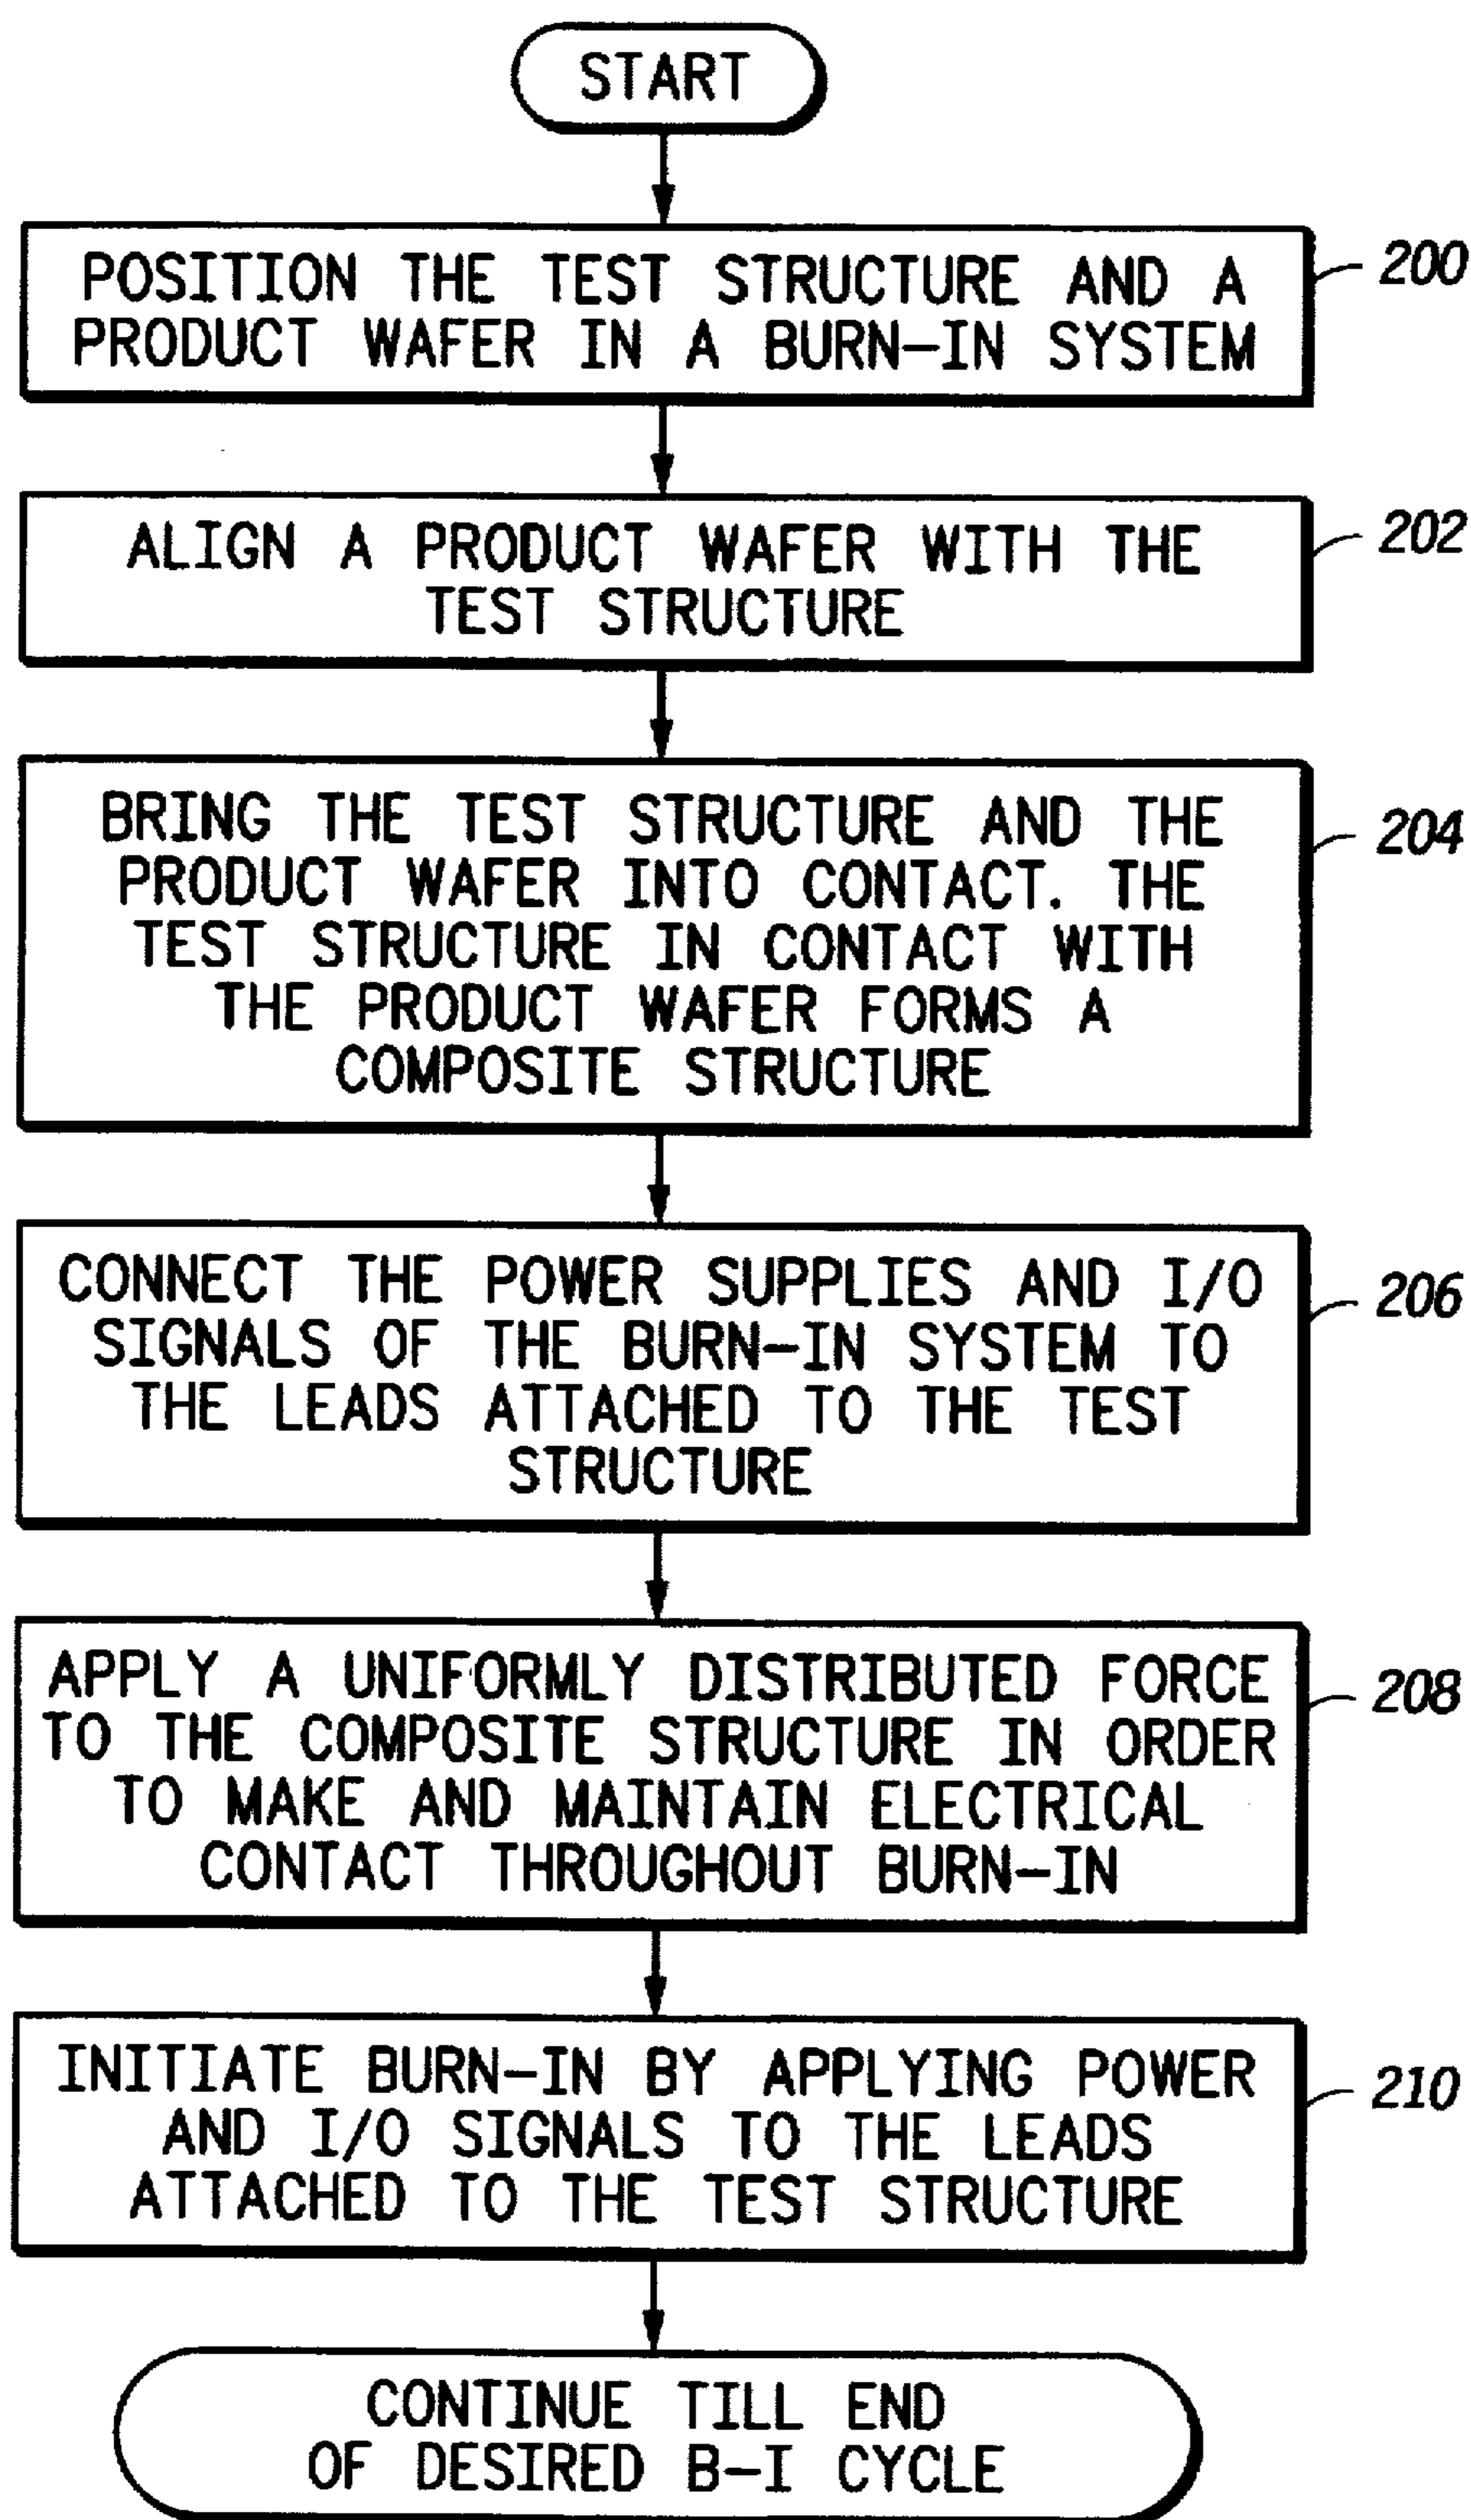 START
POSITION THE TEST STRUCTURE AND A
PRODUCT WAFER IN A BURN-IN SYSTEM
200
ALIGN A PRODUCT WAFER WITH THE
TEST STRUCTURE
202
BRING THE TEST STRUCTURE AND THE
PRODUCT WAFER INTO CONTACT. THE
TEST STRUCTURE IN CONTACT WITH
THE PRODUCT WAFER FORMS A
COMPOSITE STRUCTURE
204
CONNECT THE POWER SUPPLIES AND I/O
SIGNALS OF THE BURN-IN SYSTEM TO
THE LEADS ATTACHED TO THE TEST
STRUCTURE
206
APPLY A UNIFORMLY DISTRIBUTED FORCE
TO THE COMPOSITE STRUCTURE IN ORDER
TO MAKE AND MAINTAIN ELECTRICAL
CONTACT THROUGHOUT BURN-IN
208
INITIATE BURN-IN BY APPLYING POWER
AND I/O SIGNALS TO THE LEADS
ATTACHED TO THE TEST STRUCTURE
210
CONTINUE TILL END
OF DESIRED B-I CYCLE